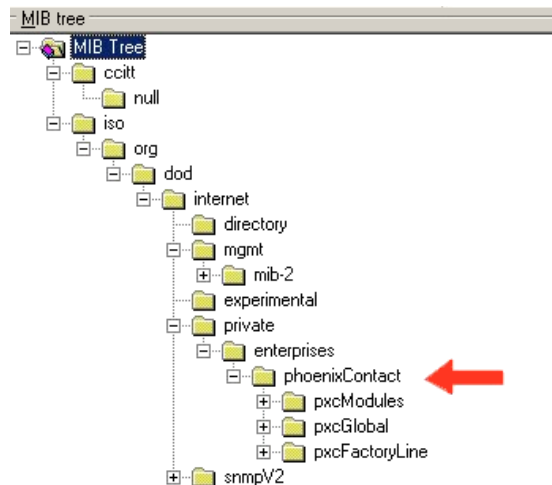 MIB tree
MIB Tree
ccitt
null
iso
org
dod
internet
directory
mgmt
mib-2
experimental
private
enterprises
phoenixContact
pxcModules
pxcGlobal
pxcFactoryLine
snmpV2